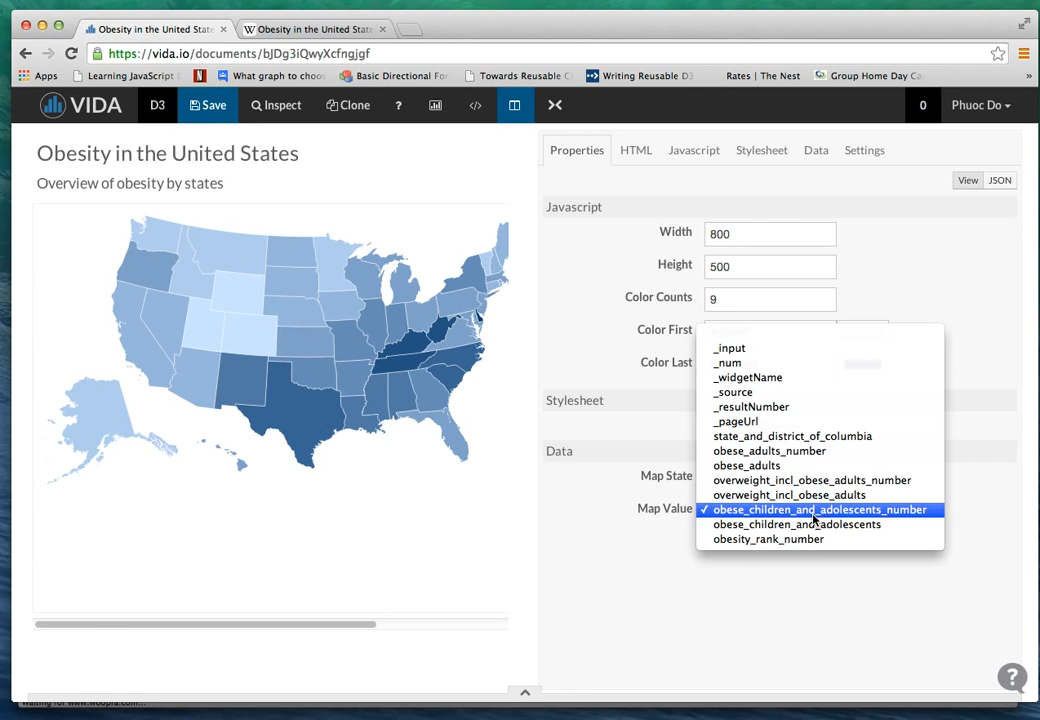 Obesity in the United State
Obesity in the United State
https://vida.io/documents/bJDg3iQwyXcfngjgf
Apps
Learning JavaScript
What graph to choo
Basic Directional Fo
Towards Reusable C
Writing Reusable D3
Rates | The Nest
Group Home Day Ca
»
VIDA
D3
Save
Inspect
Clone
?
</>
0
Phuoc Do
Obesity in the United States
Overview of obesity by states
Properties
HTML
Javascript
Stylesheet
Data
Settings
View
JSON
Javascript
Width
800
Height
500
Color Counts
9
Color First
Color Last
Stylesheet
Data
Map State
Map Value
_input
_num
_widgetName
_source
_resultNumber
_pageUrl
state_and_district_of_columbia
obese_adults_number
obese_adults
overweight_incl_obese_adults_number
overweight_incl_obese_adults
✓ obese_children_and_adolescents_number
obese_children_and_adolescents
obesity_rank_number
?